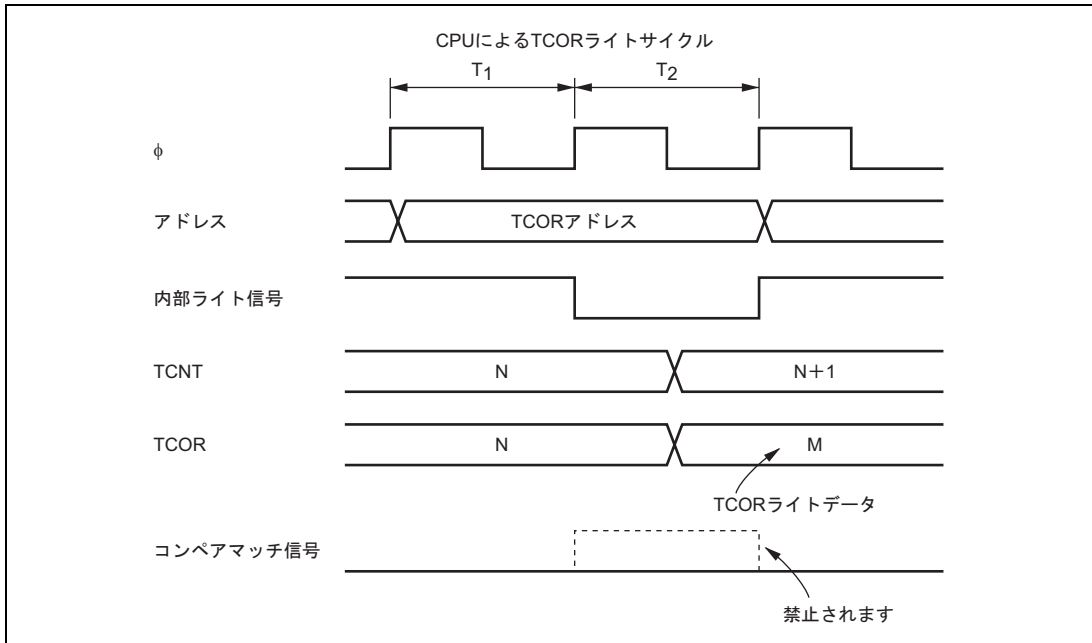 CPUによるTCORライトサイクル
T1 T2
φ
アドレス TCORアドレス
内部ライト信号
TCNT N N+1
TCOR N M
TCORライトデータ
コンペアマッチ信号
禁止されます